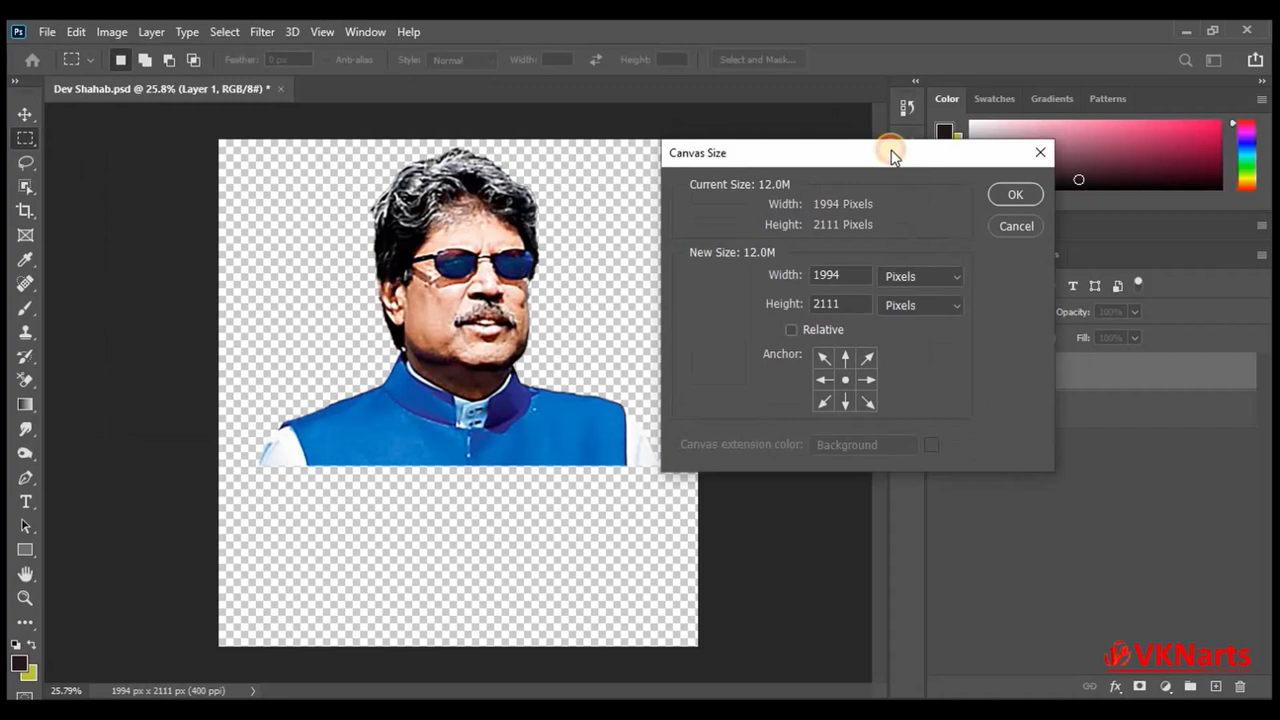 Ps File Edit Image Layer Type Select Filter 3D View Window Help
Feather: 0 px Anti-alias Style: Normal Width: Height: Select and Mask...
Dev Shahab.psd @ 25.8% (Layer 1, RGB/8#) * ×
Color Swatches Gradients Patterns
Canvas Size
Current Size: 12.0M
Width: 1994 Pixels
Height: 2111 Pixels
OK
Cancel
New Size: 12.0M
Width: 1994 Pixels
Height: 2111 Pixels
Relative
Anchor:
Canvas extension color: Background
Opacity: 100%
Fill: 100%
VKNarts
25.79% 1994 px x 2111 px (400 ppi)